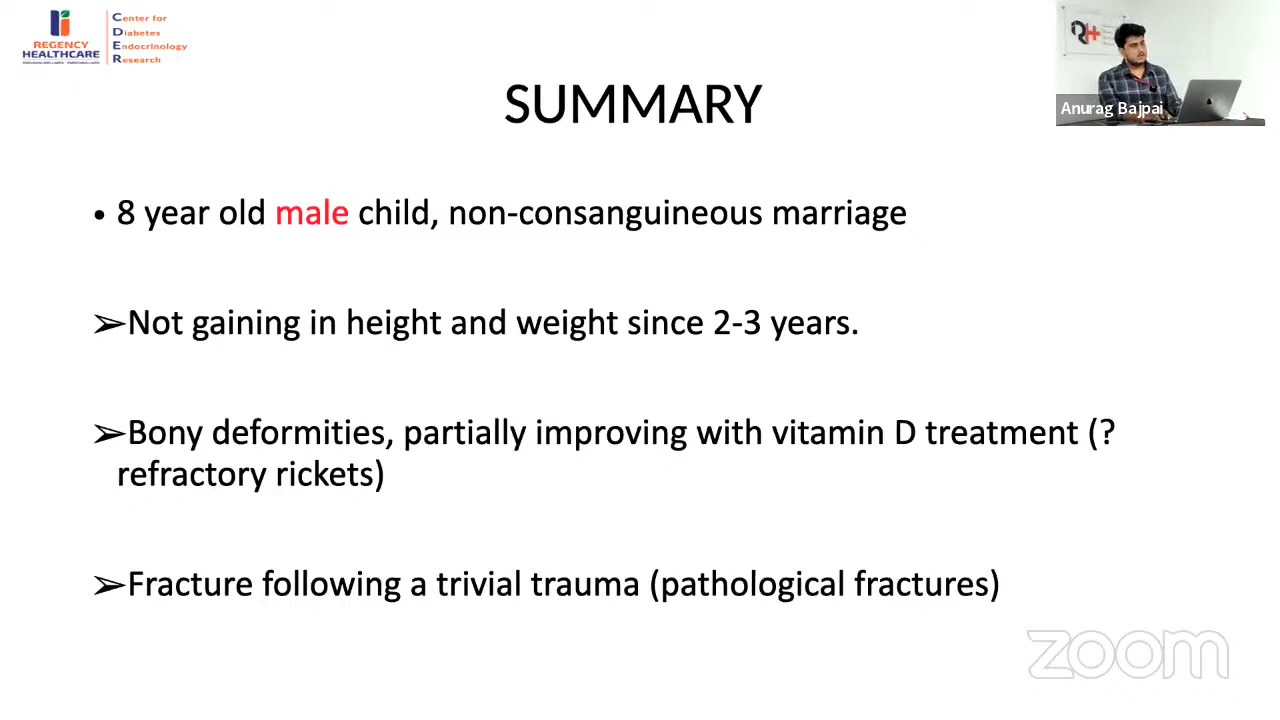 REGENCY
HEALTHCARE
Center for
Diabetes
Endocrinology
Research
Anurag Bajpai
SUMMARY
• 8 year old male child, non-consanguineous marriage
➢Not gaining in height and weight since 2-3 years.
➢Bony deformities, partially improving with vitamin D treatment (?
refractory rickets)
➢Fracture following a trivial trauma (pathological fractures)
zoom